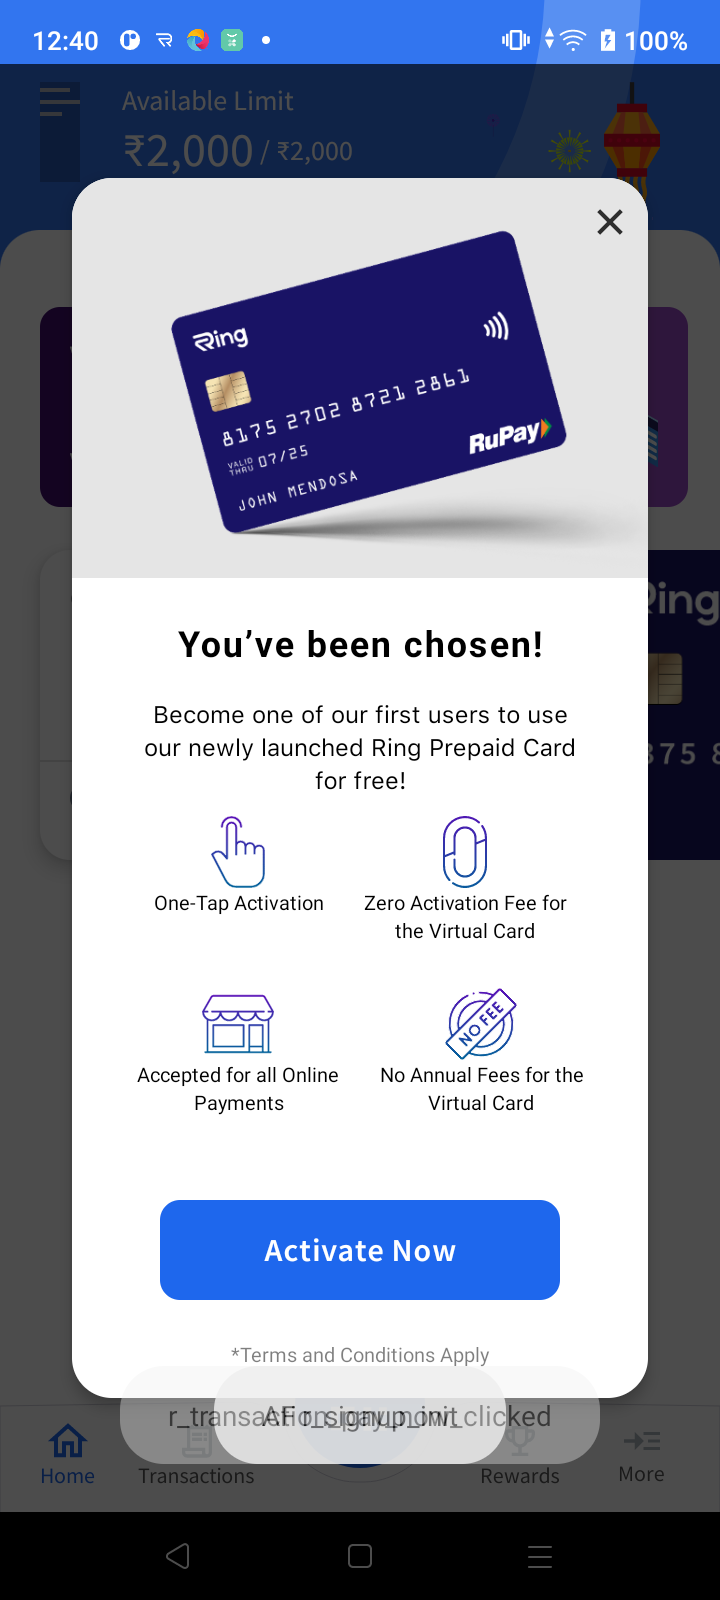 12:40
100%
Available Limit
₹2,000 / ₹2,000
Ring
8175 2702 8721 2861
VALID THRU 07/25
JOHN MENDOSA
RuPay
Ring
You’ve been chosen!
Become one of our first users to use
our newly launched Ring Prepaid Card
for free!
One-Tap Activation
Zero Activation Fee for
the Virtual Card
NO FEE
Accepted for all Online
Payments
No Annual Fees for the
Virtual Card
Activate Now
*Terms and Conditions Apply
Home
Transactions
Rewards
More